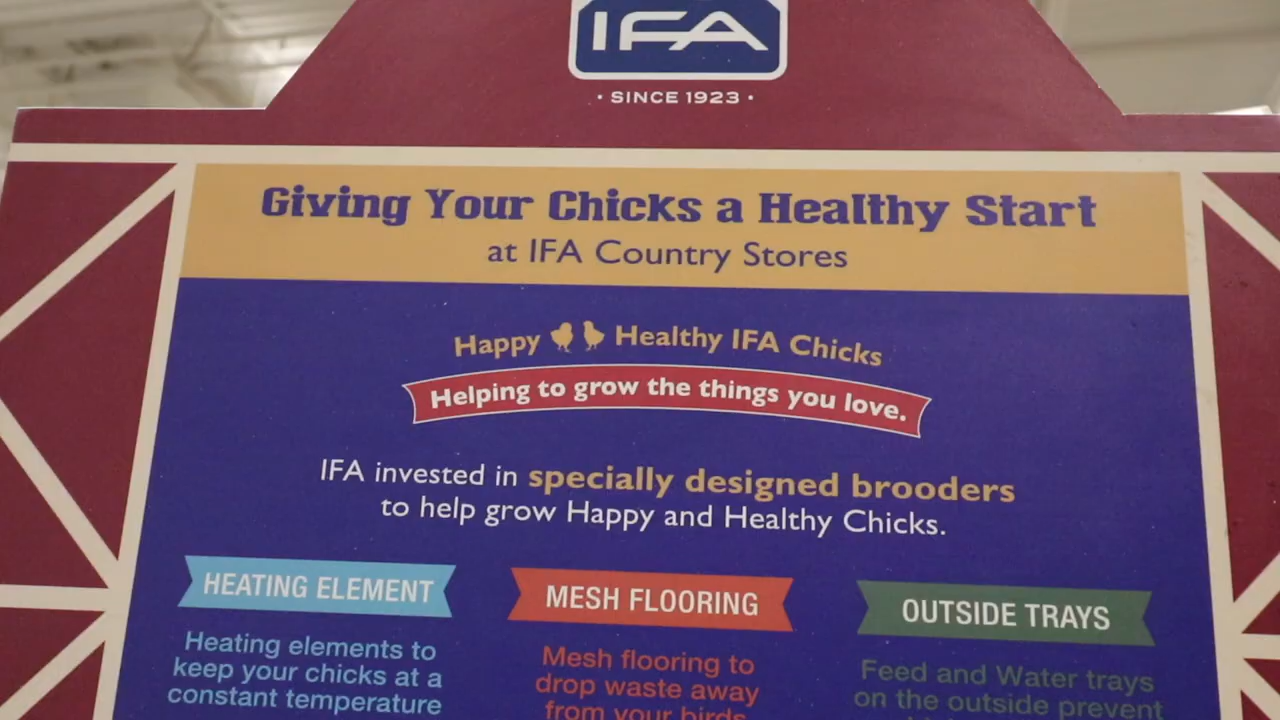 IFA
· SINCE 1923 ·
Giving Your Chicks a Healthy Start
at IFA Country Stores
Happy Healthy IFA Chicks
Helping to grow the things you love.
IFA invested in specially designed brooders
to help grow Happy and Healthy Chicks.
HEATING ELEMENT
Heating elements to
keep your chicks at a
constant temperature
MESH FLOORING
Mesh flooring to
drop waste away
from your birds
OUTSIDE TRAYS
Feed and Water trays
on the outside prevent